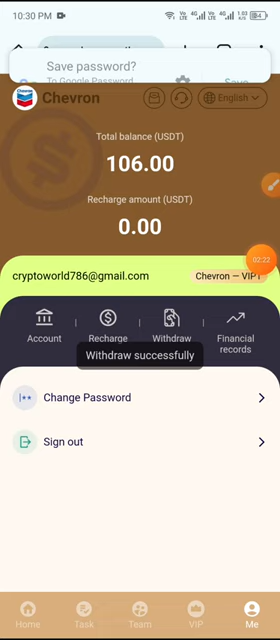 10:30 PM
Save password?
To Google Password
Save
Chevron
English
Total balance (USDT)
106.00
Recharge amount (USDT)
0.00
02:22
cryptoworld786@gmail.com
Chevron — VIP1
Account
Recharge
Withdraw
Financial
records
Withdraw successfully
Change Password
Sign out
Home
Task
Team
VIP
Me